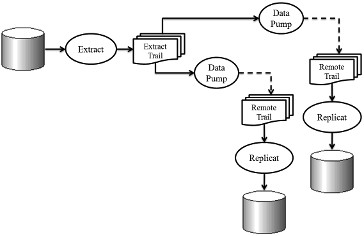 Extract
Extract
Trail
Data
Pump
Data
Pump
Remote
Trail
Remote
Trail
Replicat
Replicat